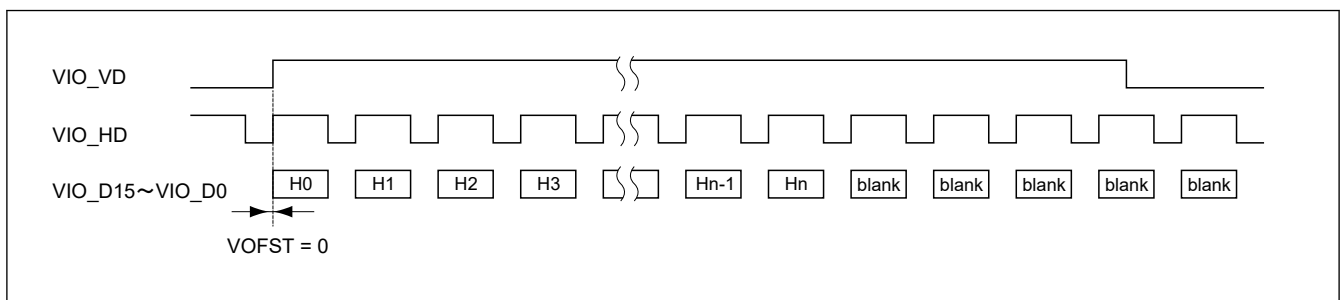 VIO_VD
VIO_HD
VIO_D15～VIO_D0 H0 H1 H2 H3 Hn-1 Hn blank blank blank blank blank
VOFST = 0